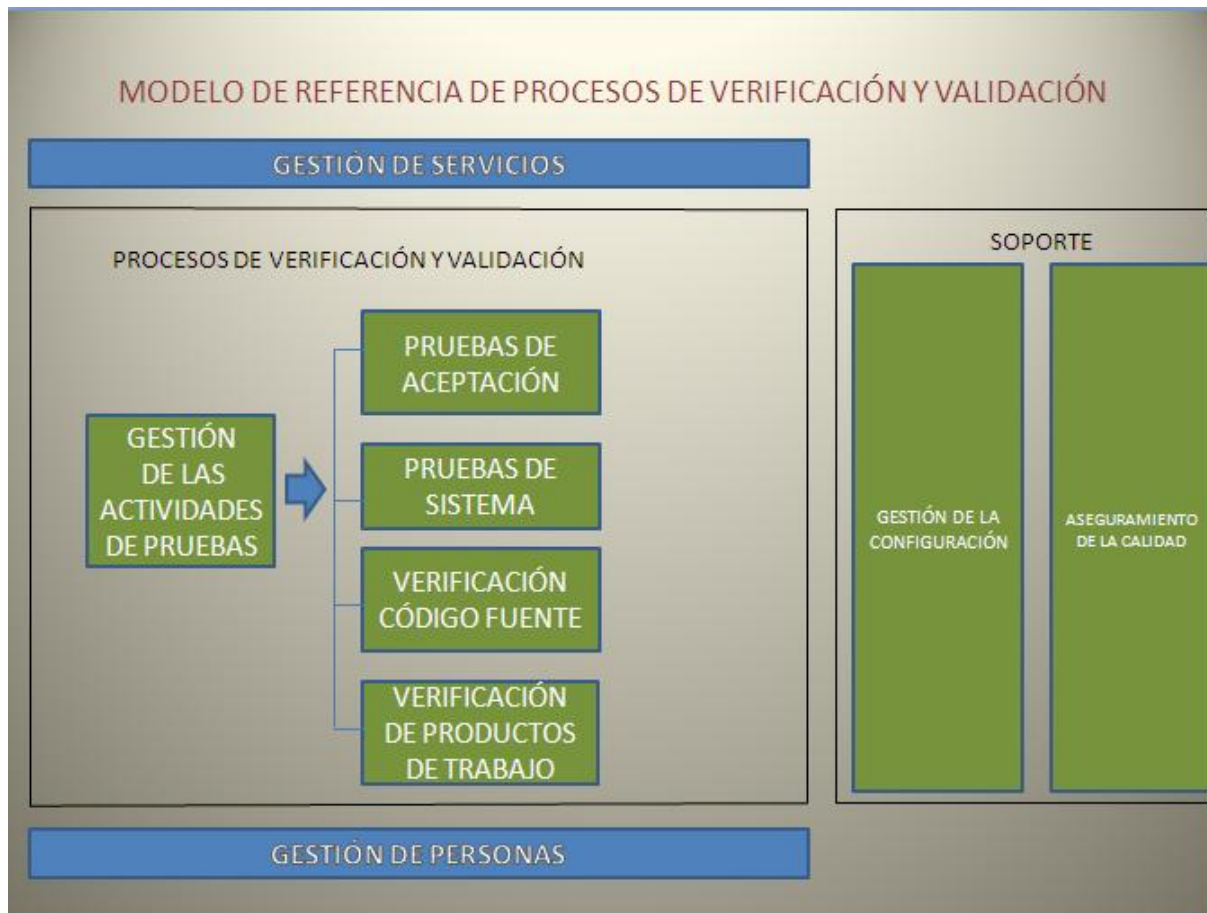 MODELO DE REFERENCIA DE PROCESOS DE VERIFICACIÓN Y VALIDACIÓN
GESTIÓN DE SERVICIOS
PROCESOS DE VERIFICACIÓN Y VALIDACIÓN
GESTIÓN
DE LAS
ACTIVIDADES
DE PRUEBAS
PRUEBAS DE
ACEPTACIÓN
PRUEBAS DE
SISTEMA
VERIFICACIÓN
CÓDIGO FUENTE
VERIFICACIÓN
DE PRODUCTOS
DE TRABAJO
SOPORTE
GESTIÓN DE LA
CONFIGURACIÓN
ASEGURAMIENTO
DE LA CALIDAD
GESTIÓN DE PERSONAS